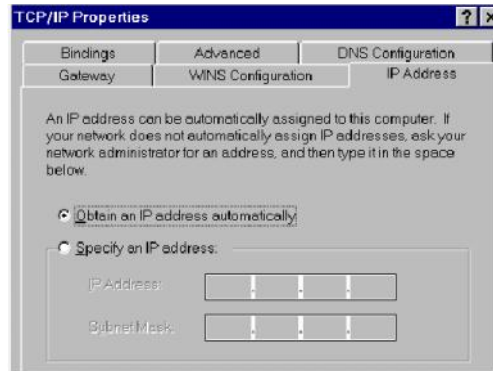 TCP/IP Properties
Bindings
Advanced
DNS Configuration
Gateway
WINS Configuration
IP Address
An IP address can be automatically assigned to this computer. If
your network does not automatically assign IP addresses, ask your
network administrator for an address, and then type it in the space
below.
Obtain an IP address automatically
Specify an IP address:
IP Address:
Subnet Mask: